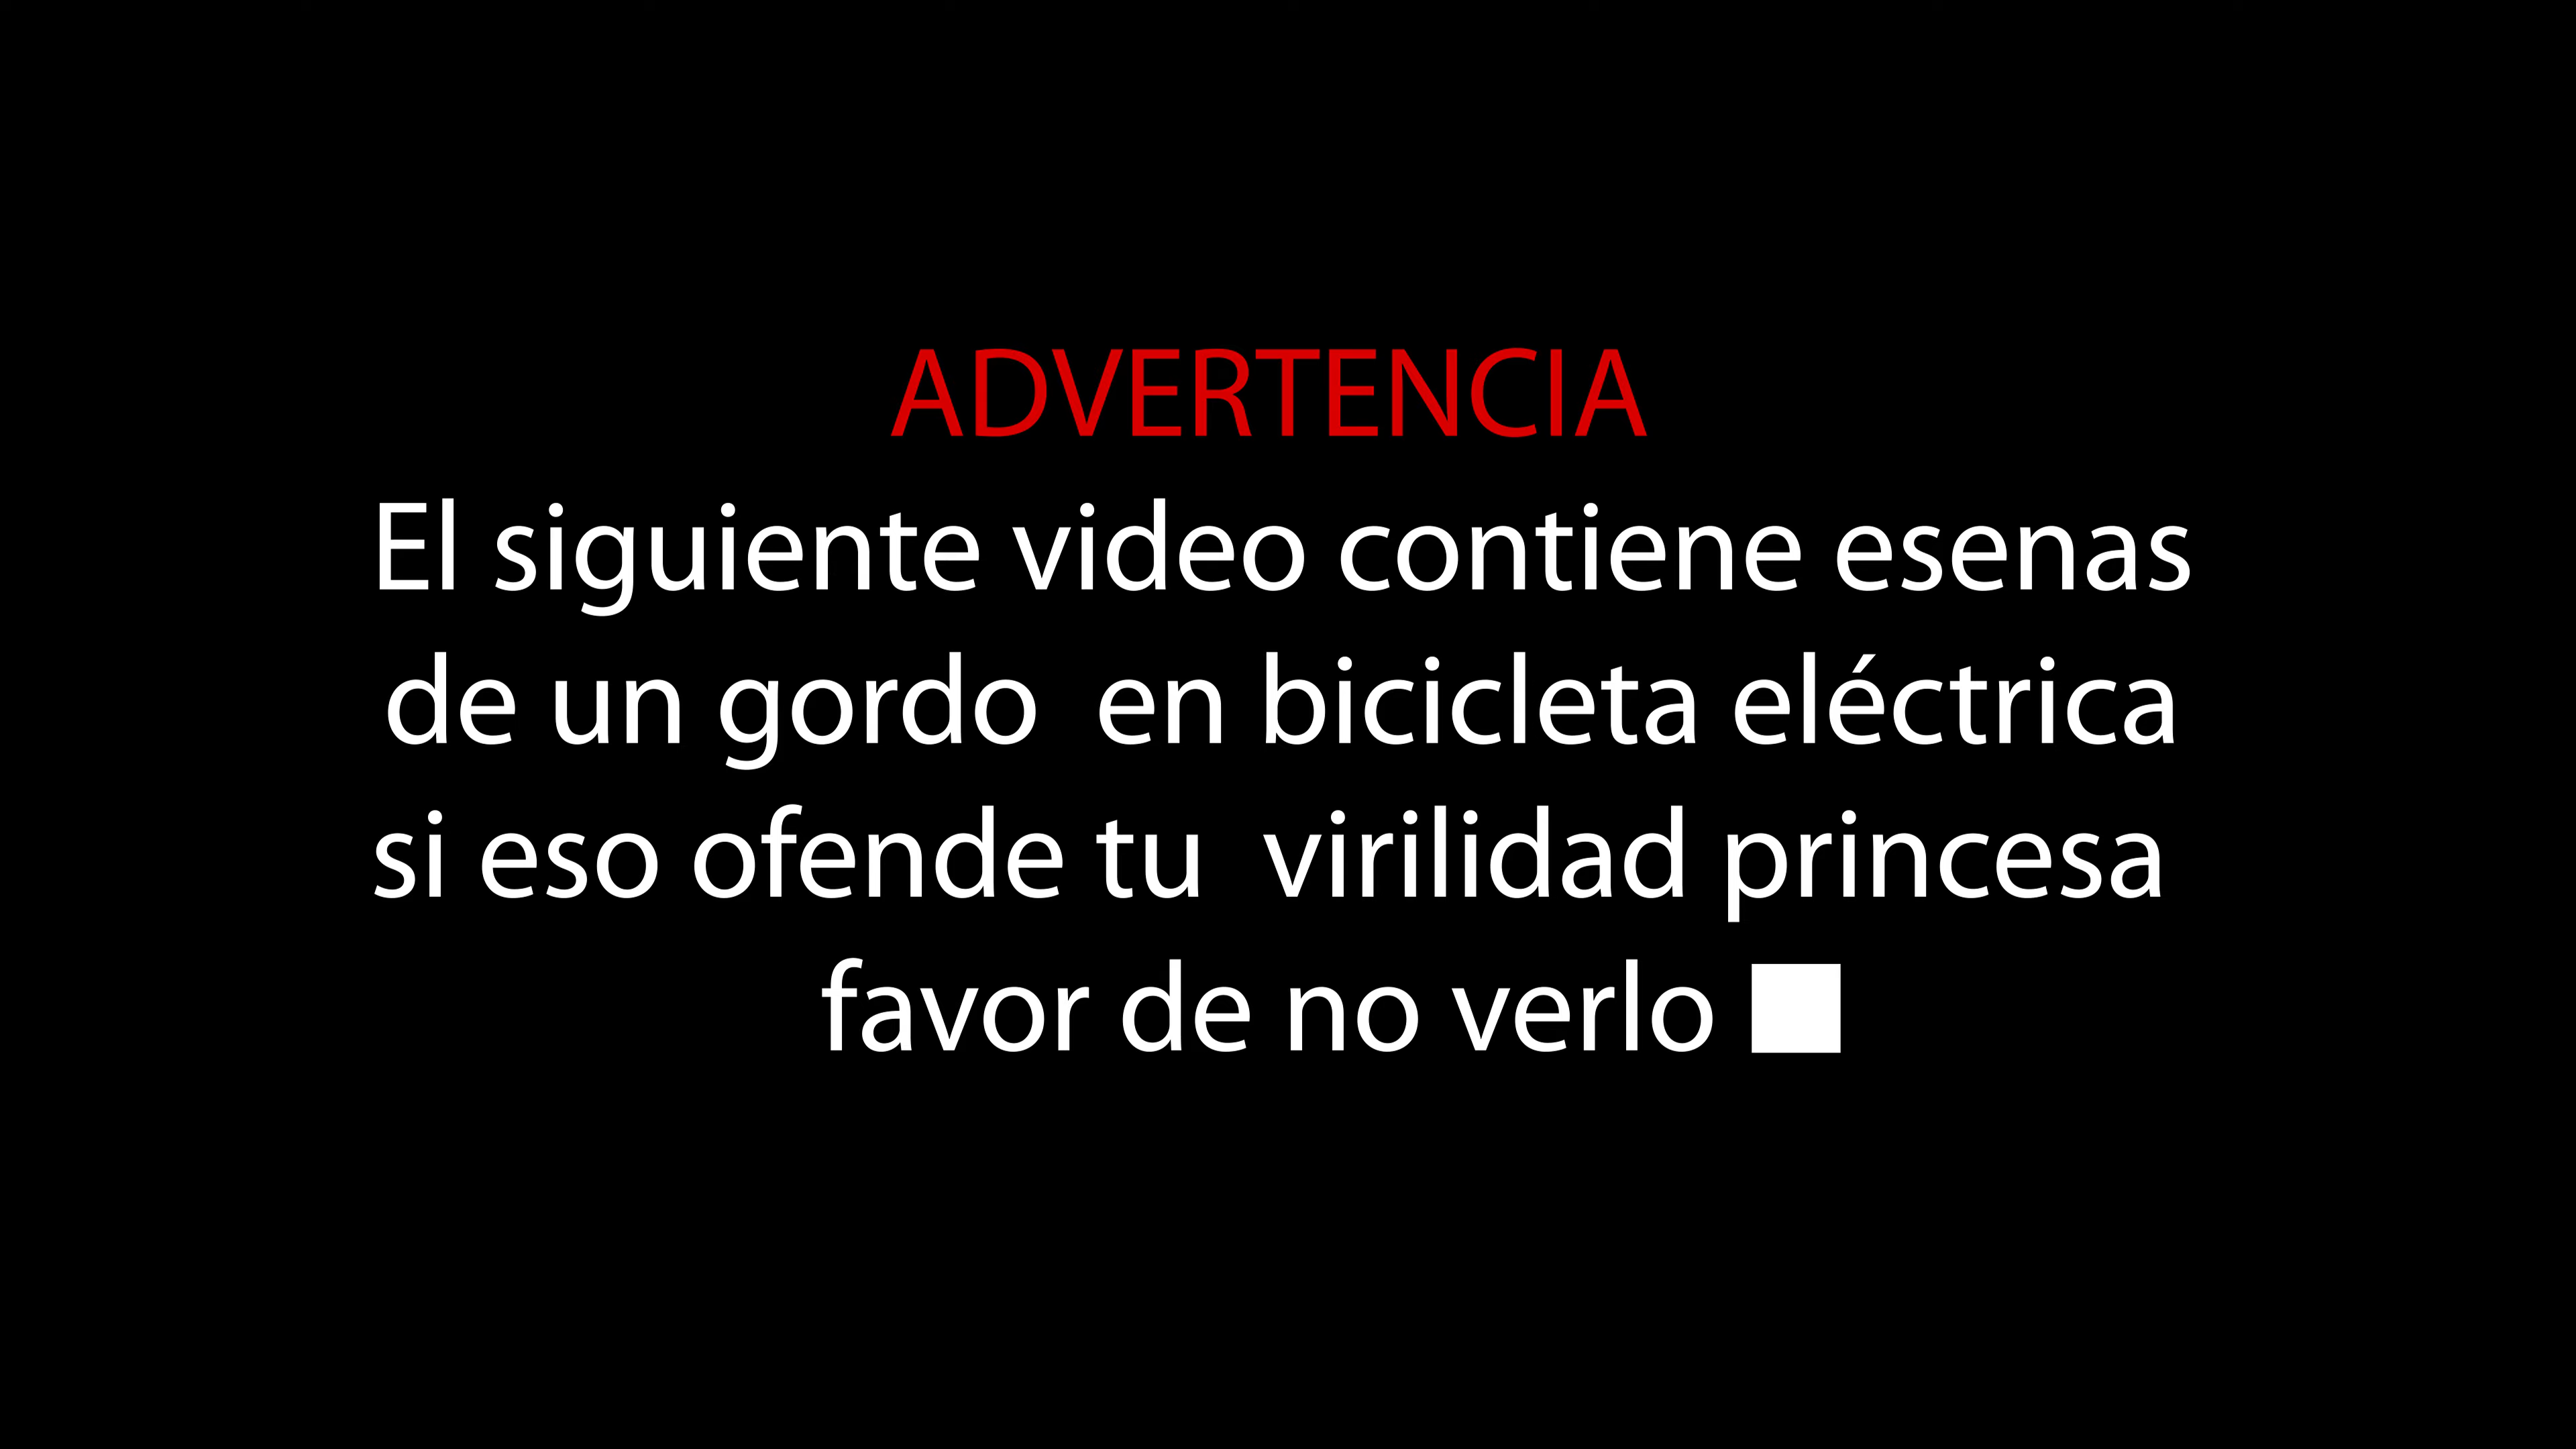 ADVERTENCIA
El siguiente video contiene esenas
de un gordo  en bicicleta eléctrica
si eso ofende tu  virilidad princesa
favor de no verlo